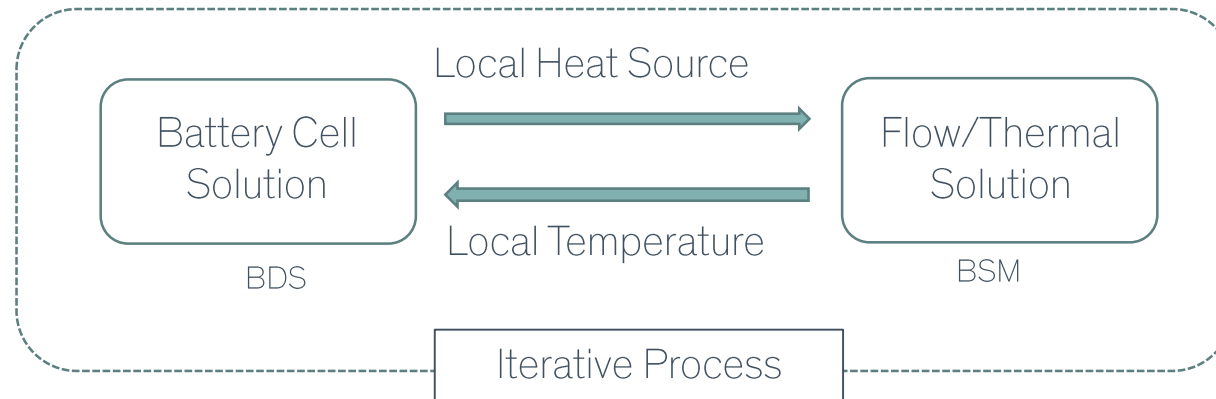 Local Heat Source
Battery Cell
Solution
Flow/Thermal
Solution
Local Temperature
BDS
BSM
Iterative Process